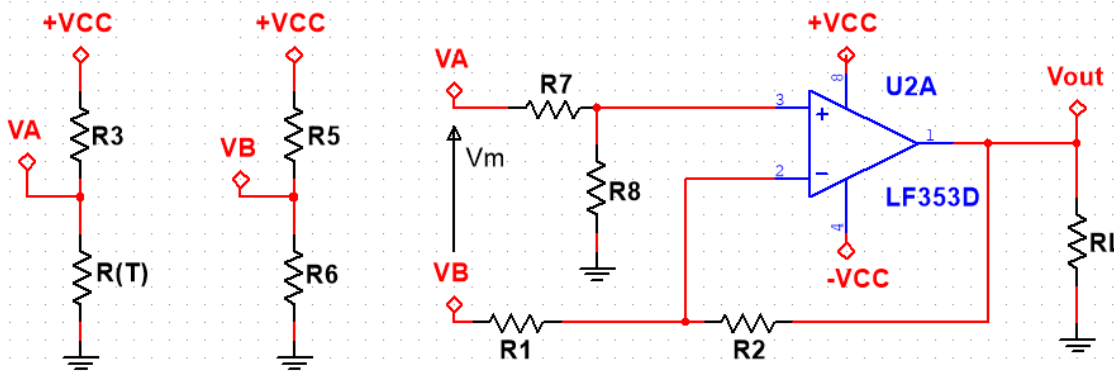 +VCC
+VCC
+VCC
VA
R3
VB
R5
R(T)
R6
VA
R7
Vm
R8
VB
R1
R2
3
2
8
4
1
+
−
U2A
LF353D
-VCC
Vout
RL